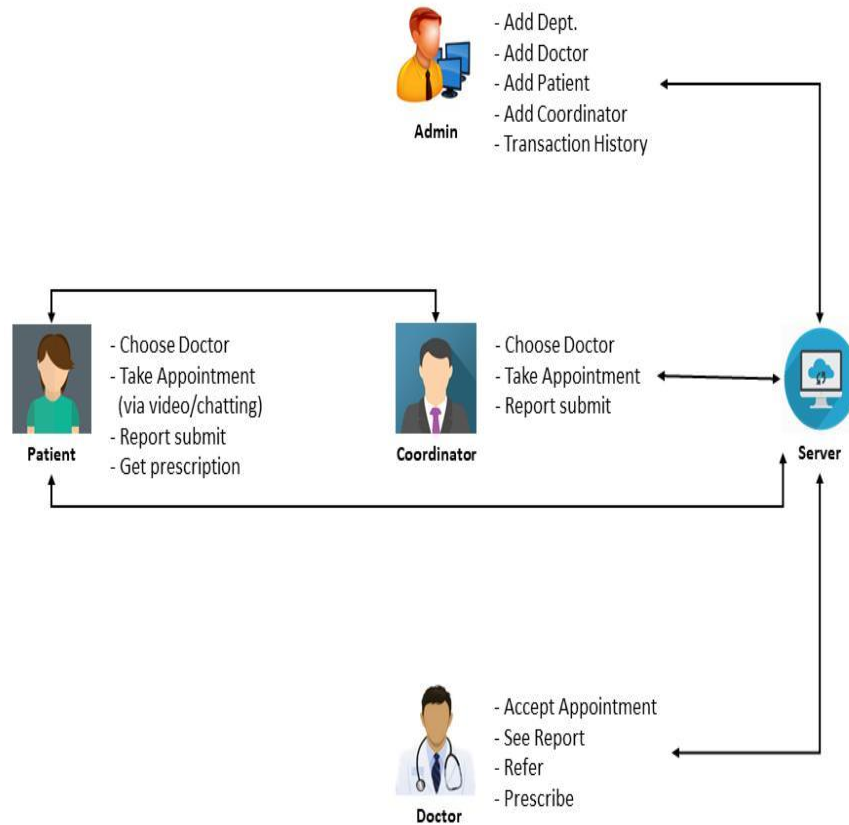 - Add Dept.
- Add Doctor
- Add Patient
- Add Coordinator
- Transaction History
Admin
- Choose Doctor
- Take Appointment
(via video/chatting)
- Report submit
- Get prescription
Patient
- Choose Doctor
- Take Appointment
- Report submit
Coordinator
Server
- Accept Appointment
- See Report
- Refer
- Prescribe
Doctor